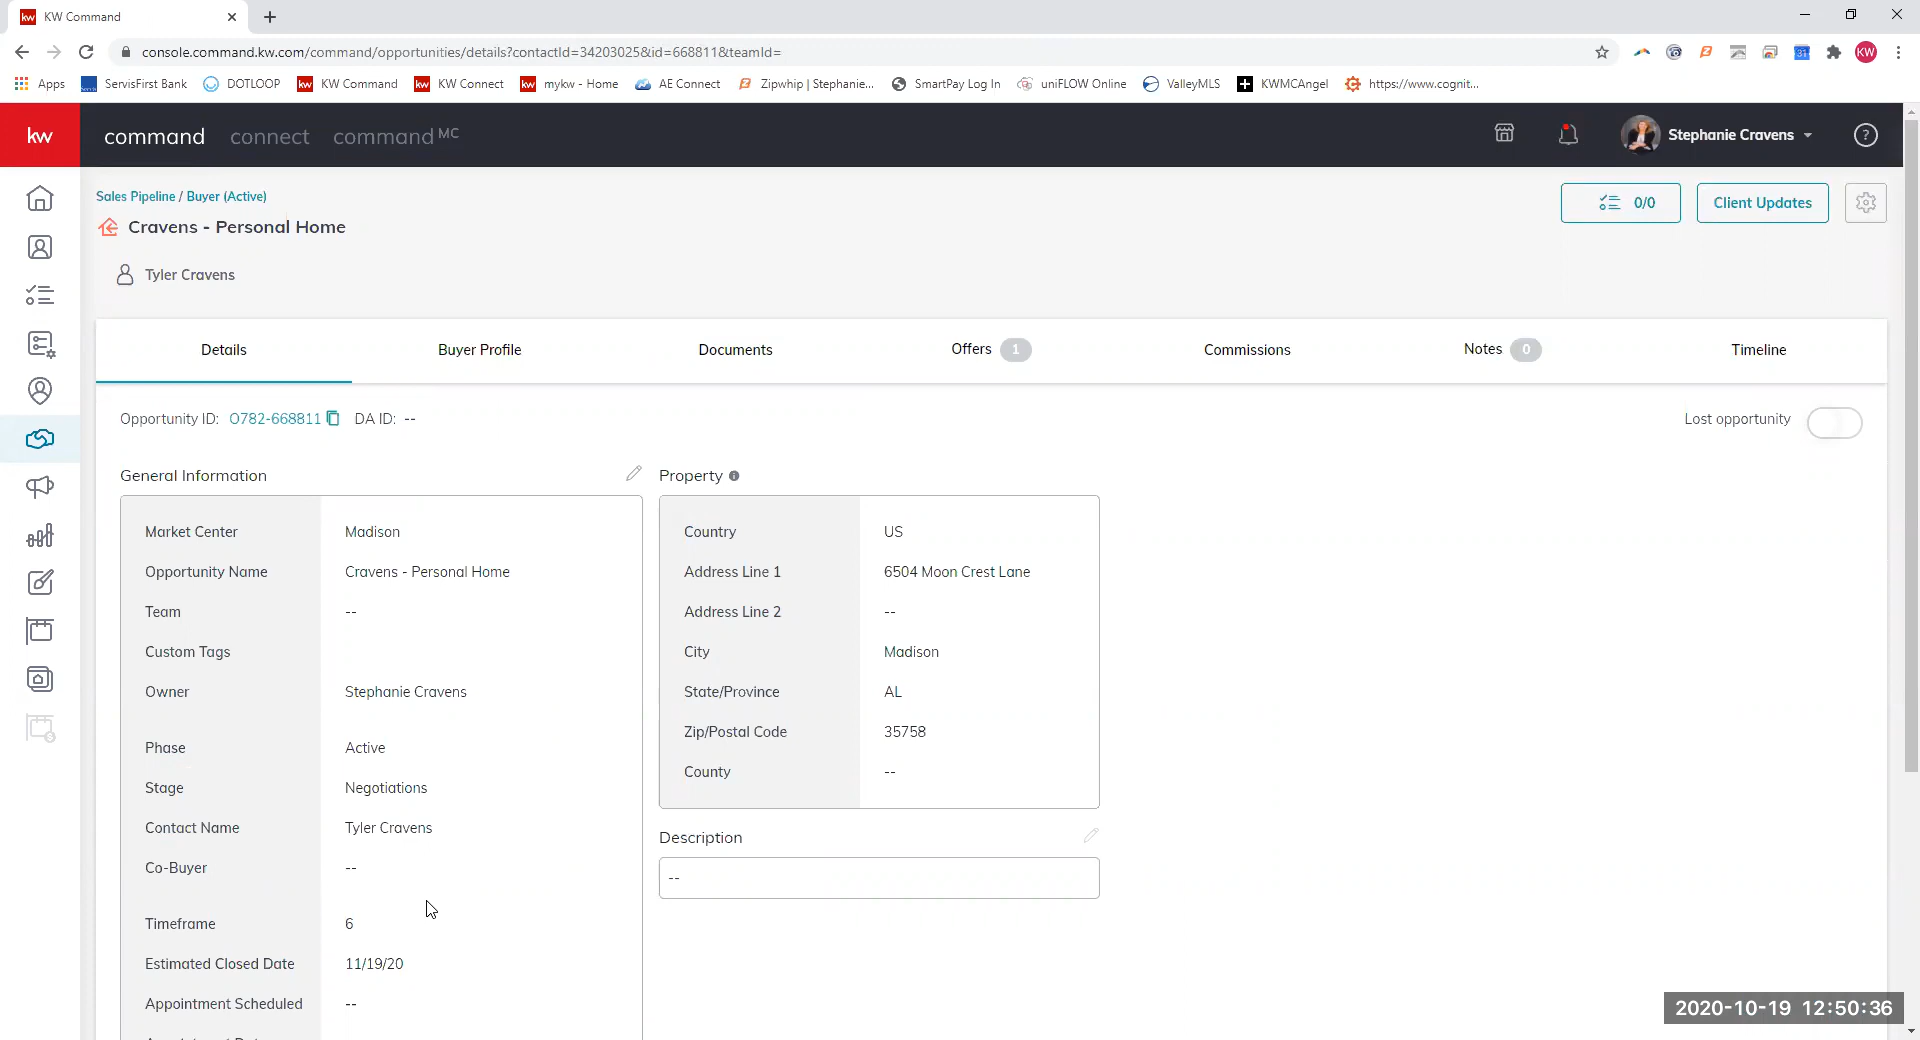 kw KW Command
console.command.kw.com/command/opportunities/details?contactId=34203025&id=668811&teamId=
31 KW
Apps ServisFirst Bank DOTLOOP kw KW Command kw KW Connect kw mykw - Home AE Connect Zipwhip | Stephanie... SmartPay Log In uniFLOW Online ValleyMLS KWMCAngel https://www.cognit...
kw command connect command MC Stephanie Cravens ?
Sales Pipeline / Buyer (Active)
0/0 Client Updates
Cravens - Personal Home
Tyler Cravens
Details Buyer Profile Documents Offers 1 Commissions Notes 0 Timeline
Opportunity ID: O782-668811 DA ID: -- Lost opportunity
General Information
Market Center Madison
Opportunity Name Cravens - Personal Home
Team --
Custom Tags
Owner Stephanie Cravens
Phase Active
Stage Negotiations
Contact Name Tyler Cravens
Co-Buyer --
Timeframe 6
Estimated Closed Date 11/19/20
Appointment Scheduled --
Property
Country US
Address Line 1 6504 Moon Crest Lane
Address Line 2 --
City Madison
State/Province AL
Zip/Postal Code 35758
County --
Description
--
2020-10-19 12:50:36